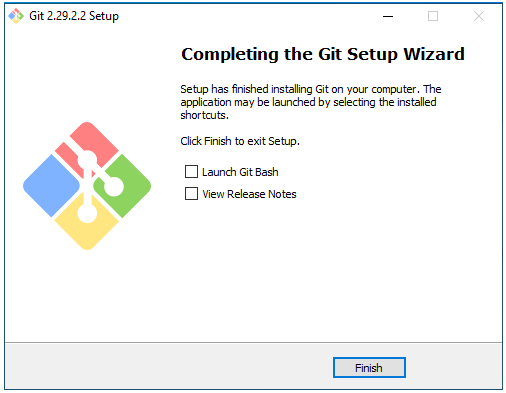 Git 2.29.2.2 Setup
Completing the Git Setup Wizard
Setup has finished installing Git on your computer. The
application may be launched by selecting the installed
shortcuts.
Click Finish to exit Setup.
Launch Git Bash
View Release Notes
Finish